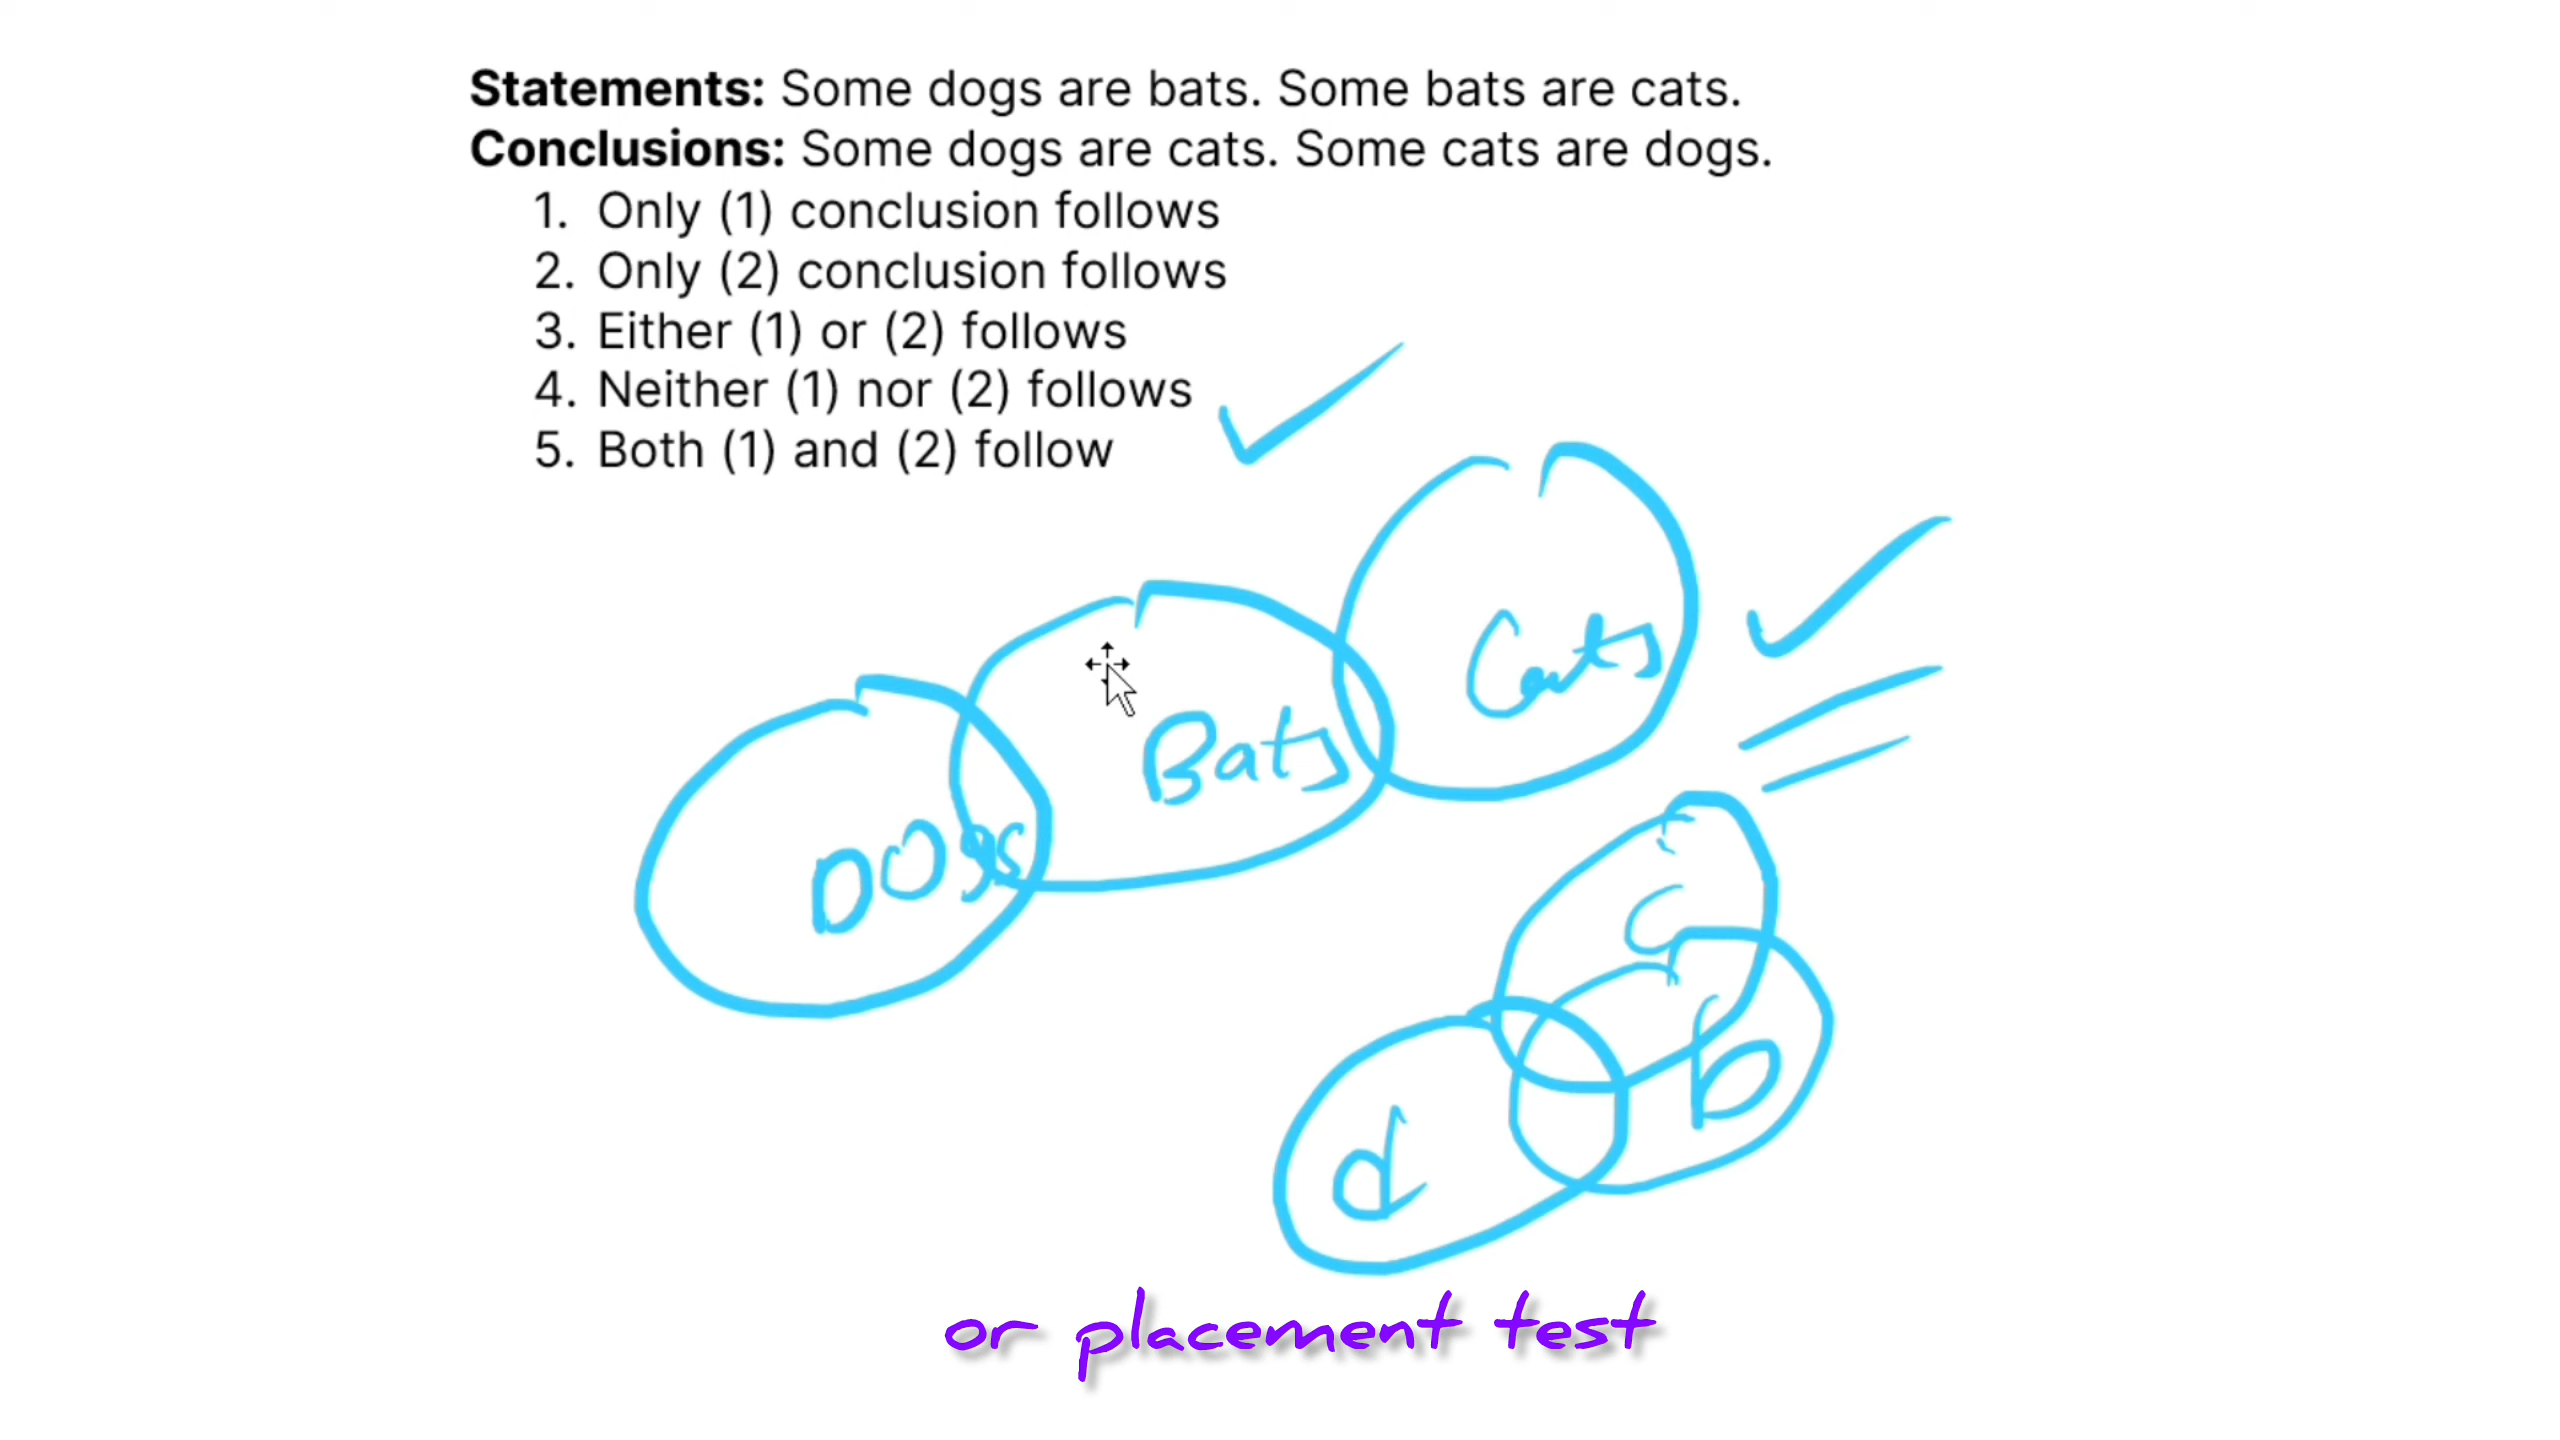 Statements: Some dogs are bats. Some bats are cats.
Conclusions: Some dogs are cats. Some cats are dogs.
1. Only (1) conclusion follows
2. Only (2) conclusion follows
3. Either (1) or (2) follows
4. Neither (1) nor (2) follows
5. Both (1) and (2) follow
Cats
Bats
DOgs
C
b
d
or placement test